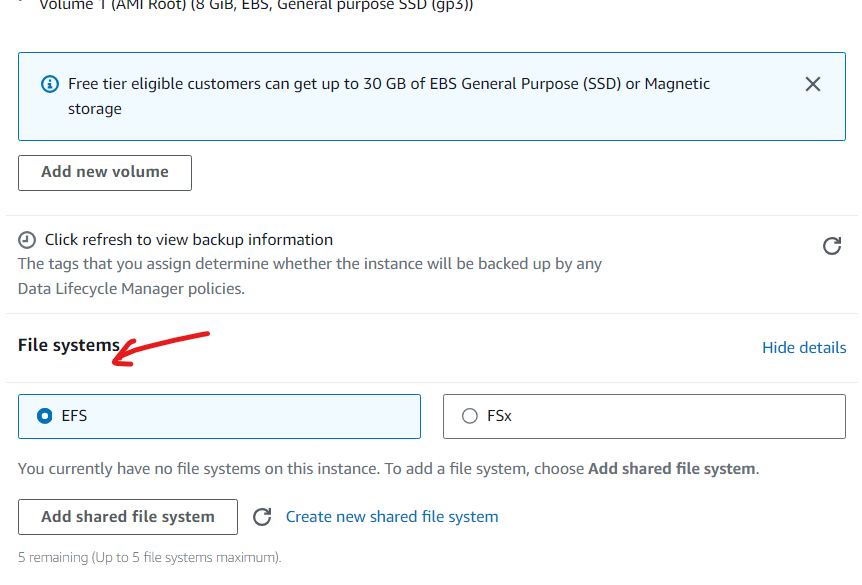 Volume 1 (AMI Root) (8 GiB, EBS, General purpose SSD (gp3))
Free tier eligible customers can get up to 30 GB of EBS General Purpose (SSD) or Magnetic
storage
Add new volume
Click refresh to view backup information
The tags that you assign determine whether the instance will be backed up by any
Data Lifecycle Manager policies.
File systems
Hide details
EFS
FSx
You currently have no file systems on this instance. To add a file system, choose Add shared file system.
Add shared file system
Create new shared file system
5 remaining (Up to 5 file systems maximum).